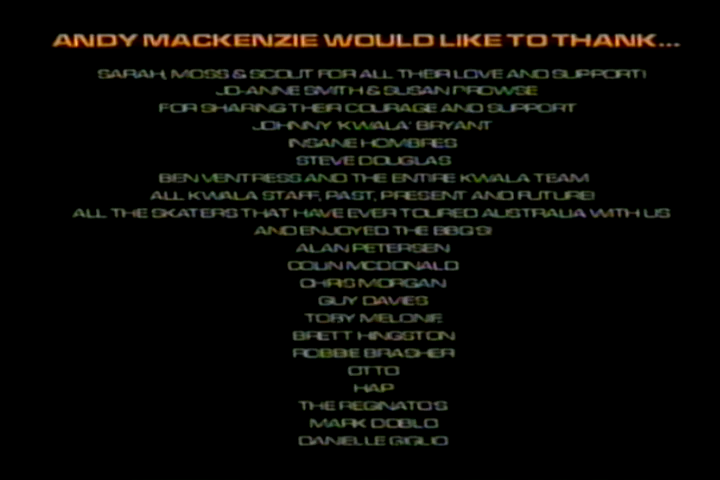 ANDY MACKENZIE WOULD LIKE TO THANK...
SARAH, MOSS & SCOUT FOR ALL THEIR LOVE AND SUPPORT!
JO-ANNE SMITH & SUSAN PROWSE
FOR SHARING THEIR COURAGE AND SUPPORT
JOHNNY 'KWALA' BRYANT
INSANE HOMBRES
STEVE DOUGLAS
BEN VENTRESS AND THE ENTIRE KWALA TEAM
ALL KWALA STAFF, PAST, PRESENT AND FUTURE!
ALL THE SKATERS THAT HAVE EVER TOURED AUSTRALIA WITH US
AND ENJOYED THE BBQ'S!
ALAN PETERSEN
COLIN MCDONALD
CHRIS MORGAN
GUY DAVIES
TOBY
BRETT HINGSTON
ROBBIE BRASHER
OTTO
HAP
THE REGINATO'S
MARK DOBLO
DANIELLE GIGLIO